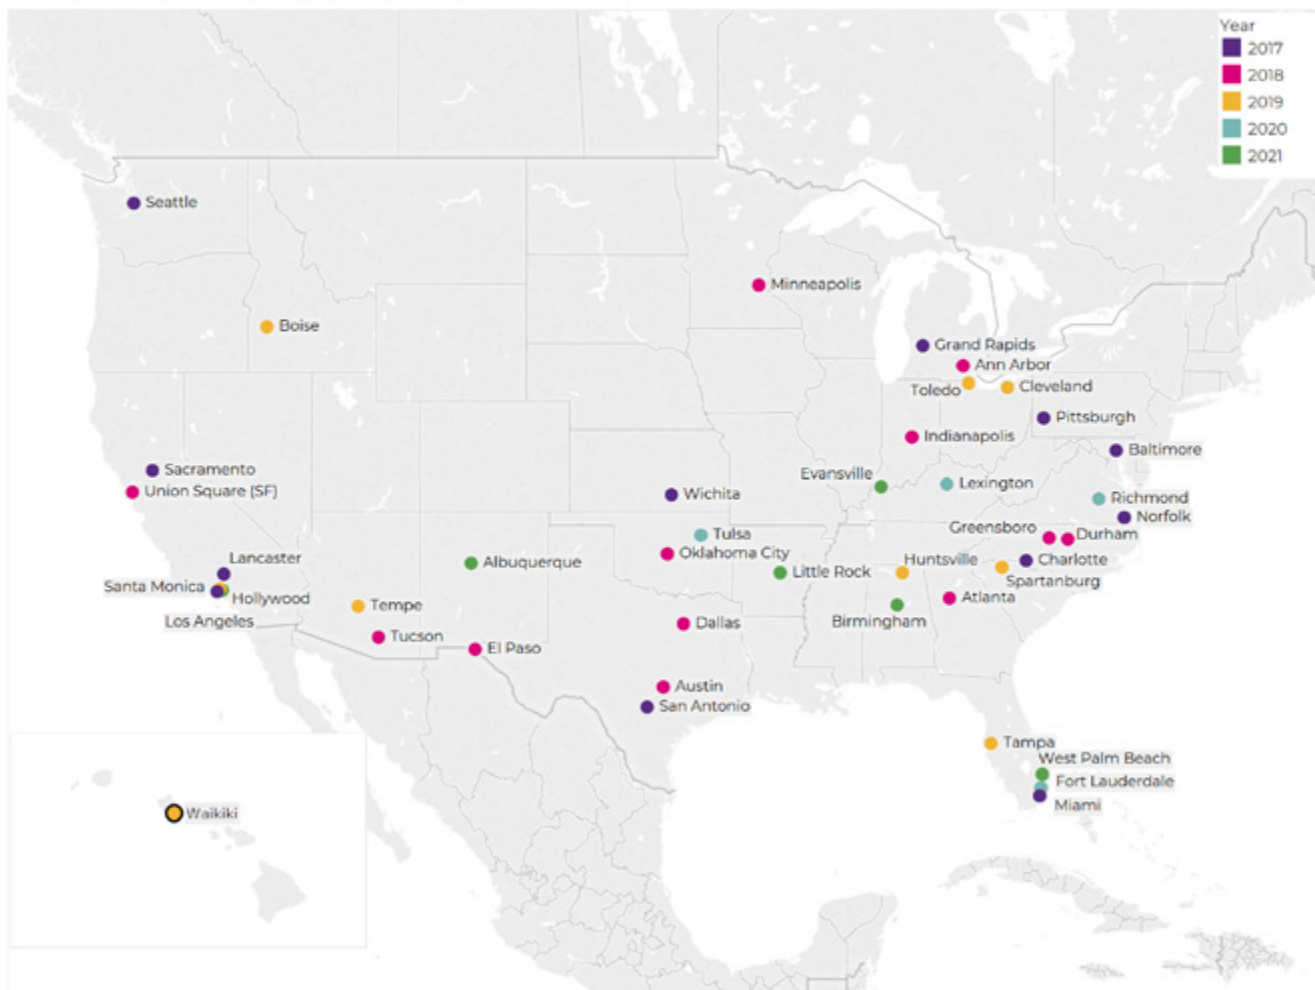 Year
2017
2018
2019
2020
2021
Seattle
Minneapolis
Boise
Grand Rapids
Ann Arbor
Toledo
Cleveland
Pittsburgh
Indianapolis
Baltimore
Sacramento
Evansville
Lexington
Union Square (SF)
Wichita
Richmond
Norfolk
Greensboro
Durham
Tulsa
Oklahoma City
Lancaster
Albuquerque
Little Rock
Huntsville
Charlotte
Spartanburg
Santa Monica
Hollywood
Los Angeles
Tempe
Atlanta
Birmingham
Tucson
El Paso
Dallas
Austin
San Antonio
Tampa
West Palm Beach
Fort Lauderdale
Miami
Waikiki